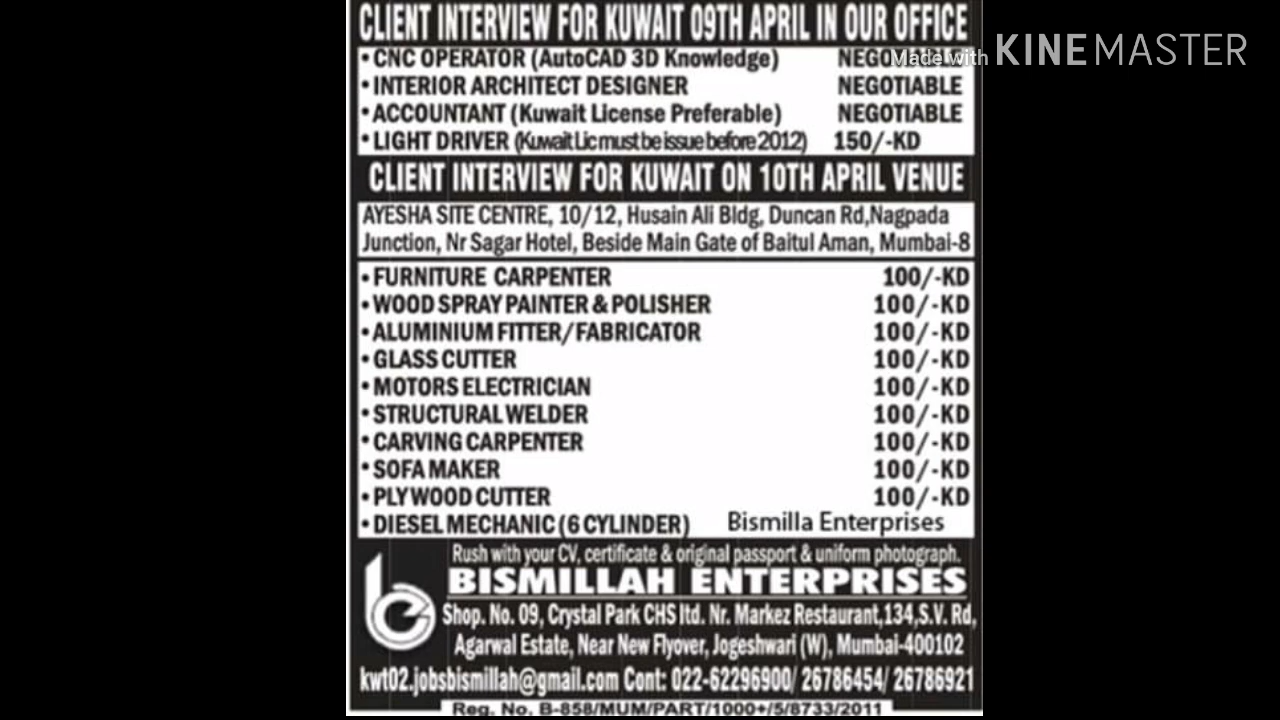 CLIENT INTERVIEW FOR KUWAIT 09TH APRIL IN OUR OFFICE
Made with KINEMASTER
• CNC OPERATOR (AutoCAD 3D Knowledge) NEGOTIABLE
• INTERIOR ARCHITECT DESIGNER NEGOTIABLE
• ACCOUNTANT (Kuwait License Preferable) NEGOTIABLE
• LIGHT DRIVER (Kuwait Lic must be issue before 2012) 150/-KD
CLIENT INTERVIEW FOR KUWAIT ON 10TH APRIL VENUE
AYESHA SITE CENTRE, 10/12, Husain Ali Bldg, Duncan Rd,Nagpada
Junction, Nr Sagar Hotel, Beside Main Gate of Baitul Aman, Mumbai-8
• FURNITURE CARPENTER 100/-KD
• WOOD SPRAY PAINTER & POLISHER 100/-KD
• ALUMINIUM FITTER/FABRICATOR 100/-KD
• GLASS CUTTER 100/-KD
• MOTORS ELECTRICIAN 100/-KD
• STRUCTURAL WELDER 100/-KD
• CARVING CARPENTER 100/-KD
• SOFA MAKER 100/-KD
• PLYWOOD CUTTER 100/-KD
• DIESEL MECHANIC (6 CYLINDER) Bismilla Enterprises
Rush with your CV, certificate & original passport & uniform photograph.
be
BISMILLAH ENTERPRISES
Shop. No. 09, Crystal Park CHS ltd. Nr. Markez Restaurant,134,S.V. Rd,
Agarwal Estate, Near New Flyover, Jogeshwari (W), Mumbai-400102
kwt02.jobsbismillah@gmail.com Cont: 022-62296900/ 26786454/ 26786921
Reg. No. B-858/MUM/PART/1000+/5/8733/2011